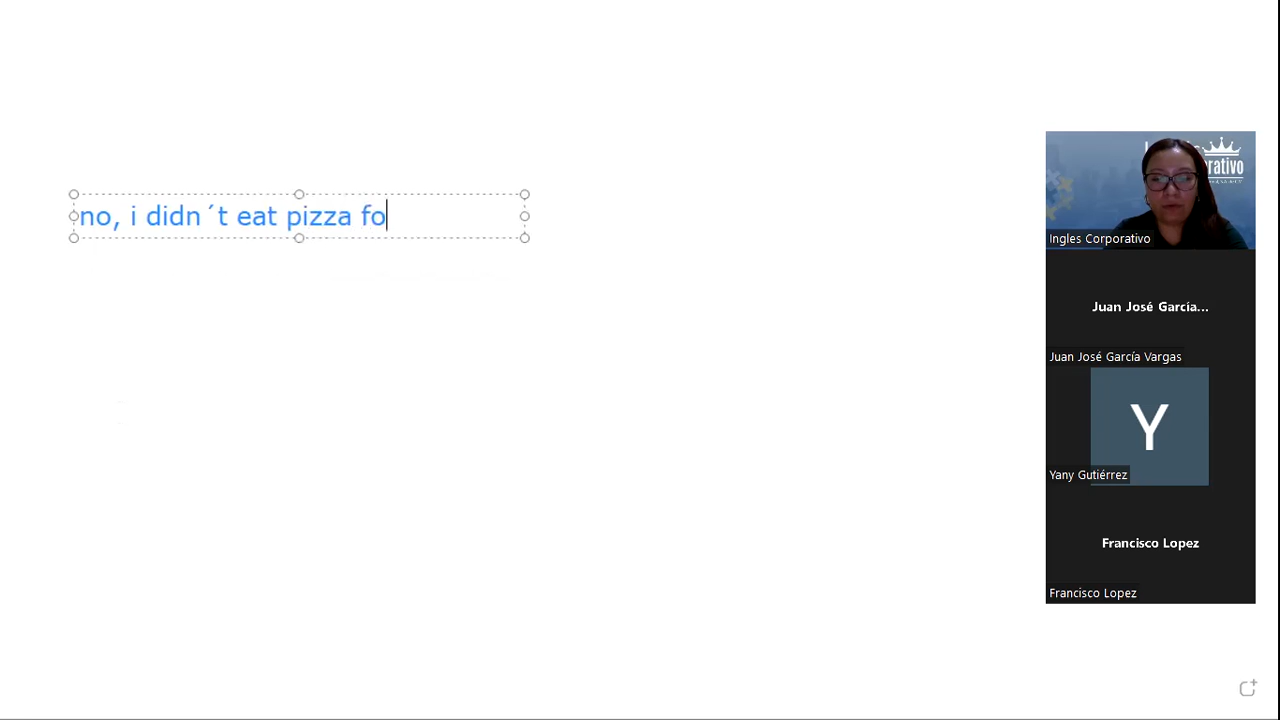 no, i didn´t eat pizza fo
rativo
Ingles Corporativo
Juan José García...
Juan José García Vargas
Y
Yany Gutiérrez
Francisco Lopez
Francisco Lopez